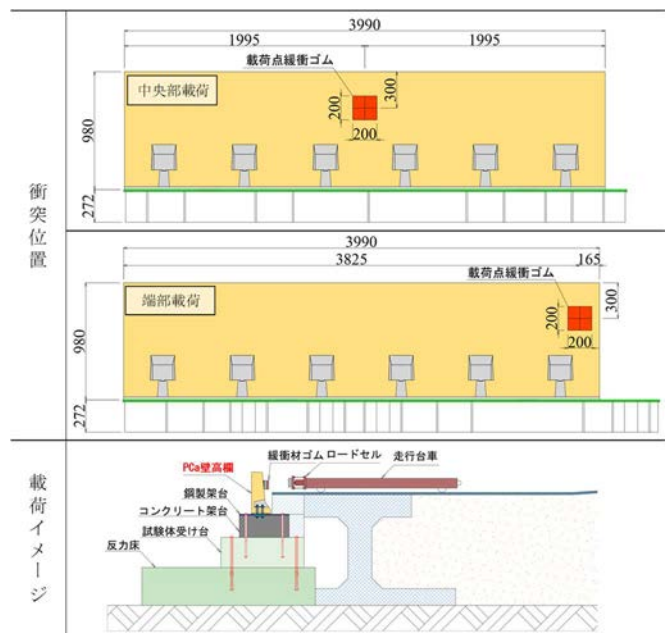 衝突位置
3990
1995
1995
載荷点緩衝ゴム
中央部載荷
300
200
200
980
272
3990
3825
165
載荷点緩衝ゴム
端部載荷
300
200
200
980
272
載荷イメージ
緩衝材ゴム
ロードセル
走行台車
PCa壁高欄
鋼製架台
コンクリート架台
試験体受け台
反力床